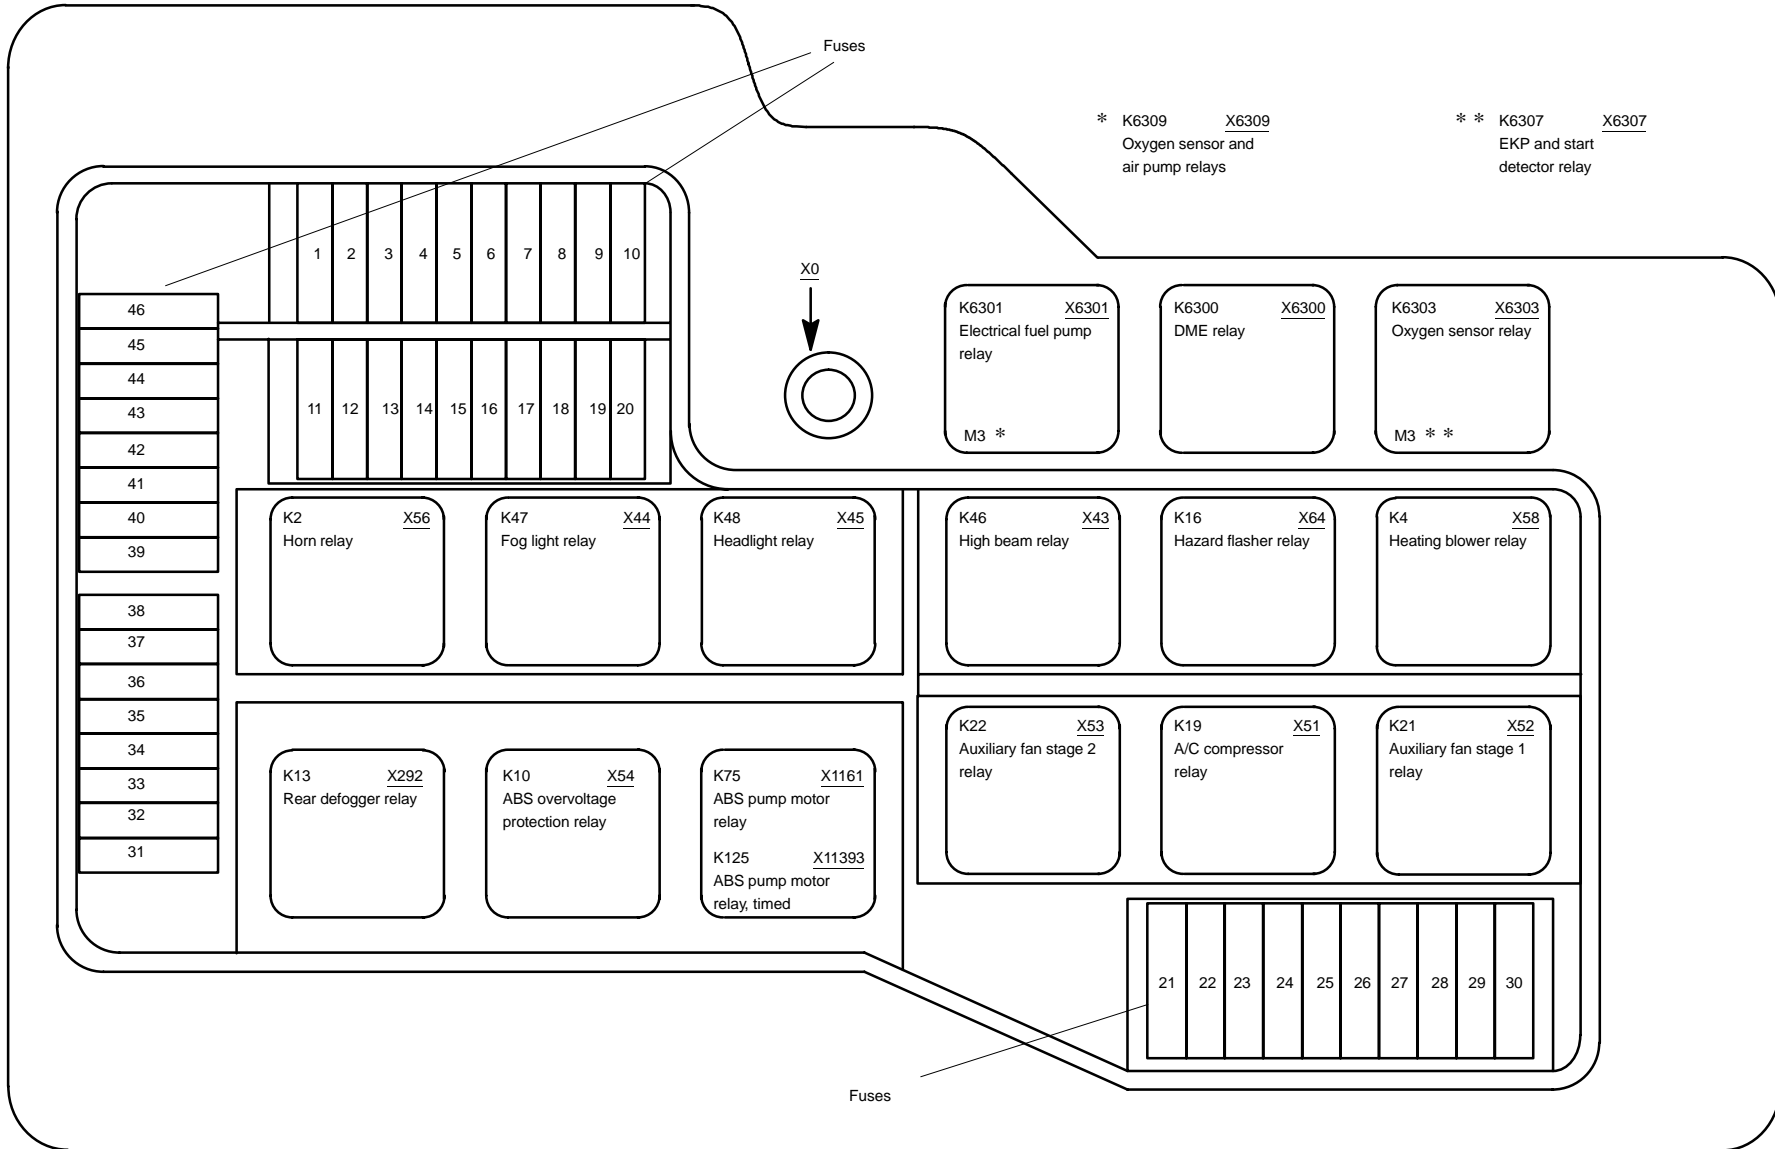 Fuses
* K6309 X6309
Oxygen sensor and
air pump relays
* * K6307 X6307
EKP and start
detector relay
1 2 3 4 5 6 7 8 9 10
46
45
44
43
42
41
40
39
38
37
36
35
34
33
32
31
11 12 13 14 15 16 17 18 19 20
X0
K6301 X6301
Electrical fuel pump
relay
M3 *
K6300 X6300
DME relay
K6303 X6303
Oxygen sensor relay
M3 * *
K2 X56
Horn relay
K47 X44
Fog light relay
K48 X45
Headlight relay
K46 X43
High beam relay
K16 X64
Hazard flasher relay
K4 X58
Heating blower relay
K13 X292
Rear defogger relay
K10 X54
ABS overvoltage
protection relay
K75 X1161
ABS pump motor
relay
K125 X11393
ABS pump motor
relay, timed
K22 X53
Auxiliary fan stage 2
relay
K19 X51
A/C compressor
relay
K21 X52
Auxiliary fan stage 1
relay
21 22 23 24 25 26 27 28 29 30
Fuses